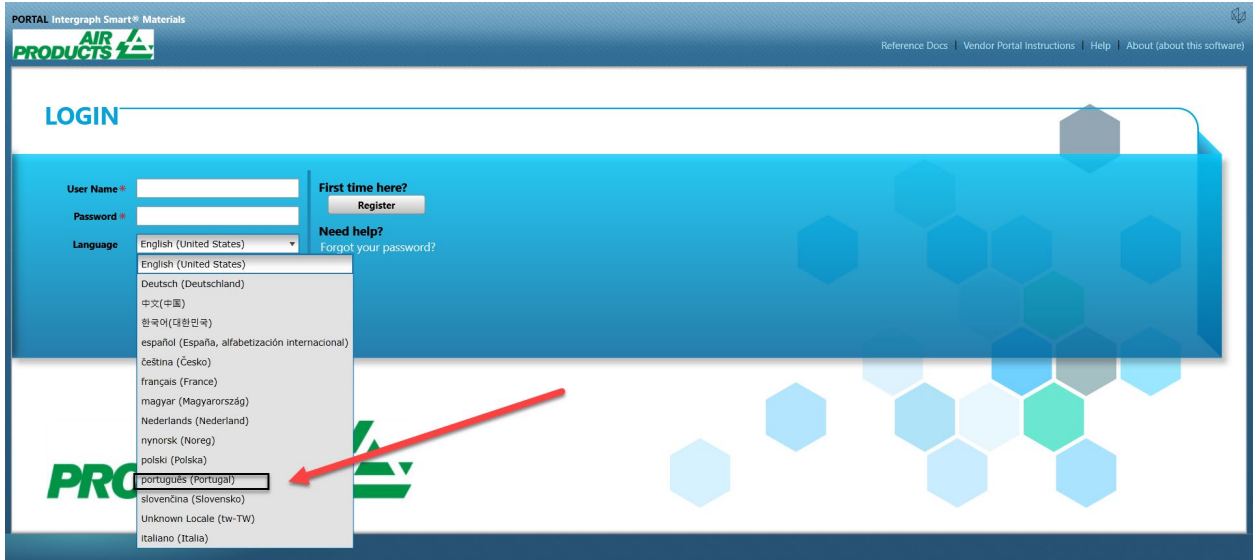 PORTAL Intergraph Smart® Materials
AIR
PRODUCTS
Reference Docs | Vendor Portal Instructions | Help | About (about this software)
LOGIN
User Name *
Password *
Language
English (United States)
First time here?
Register
Need help?
Forgot your password?
English (United States)
Deutsch (Deutschland)
中文(中国)
한국어(대한민국)
español (España, alfabetización internacional)
čeština (Česko)
français (France)
magyar (Magyarország)
Nederlands (Nederland)
nynorsk (Noreg)
polski (Polska)
português (Portugal)
slovenčina (Slovensko)
Unknown Locale (tw-TW)
italiano (Italia)
PRO